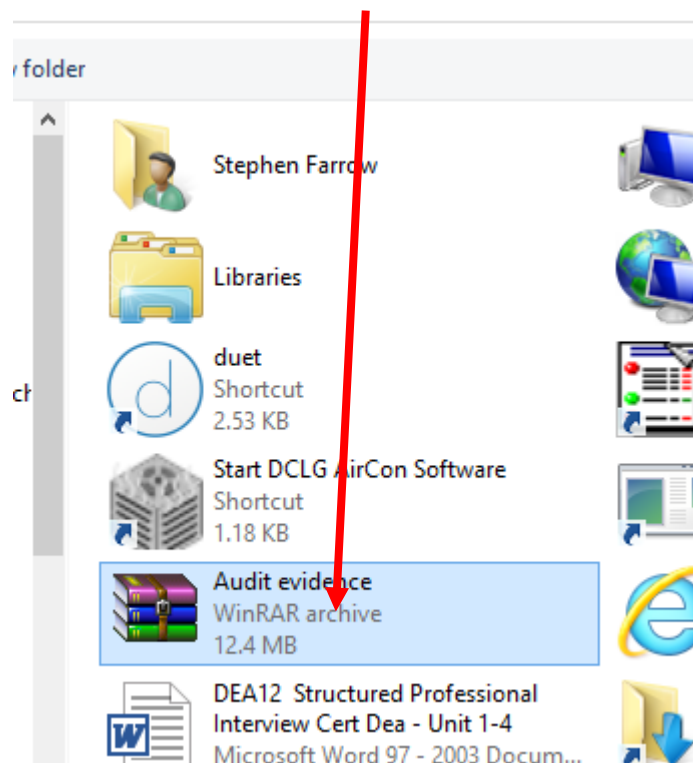 folder
Stephen Farrow
Libraries
duet
Shortcut
2.53 KB
ch
Start DCLG AirCon Software
Shortcut
1.18 KB
Audit evidence
WinRAR archive
12.4 MB
DEA12 Structured Professional
Interview Cert Dea - Unit 1-4
Microsoft Word 97 - 2003 Docum...